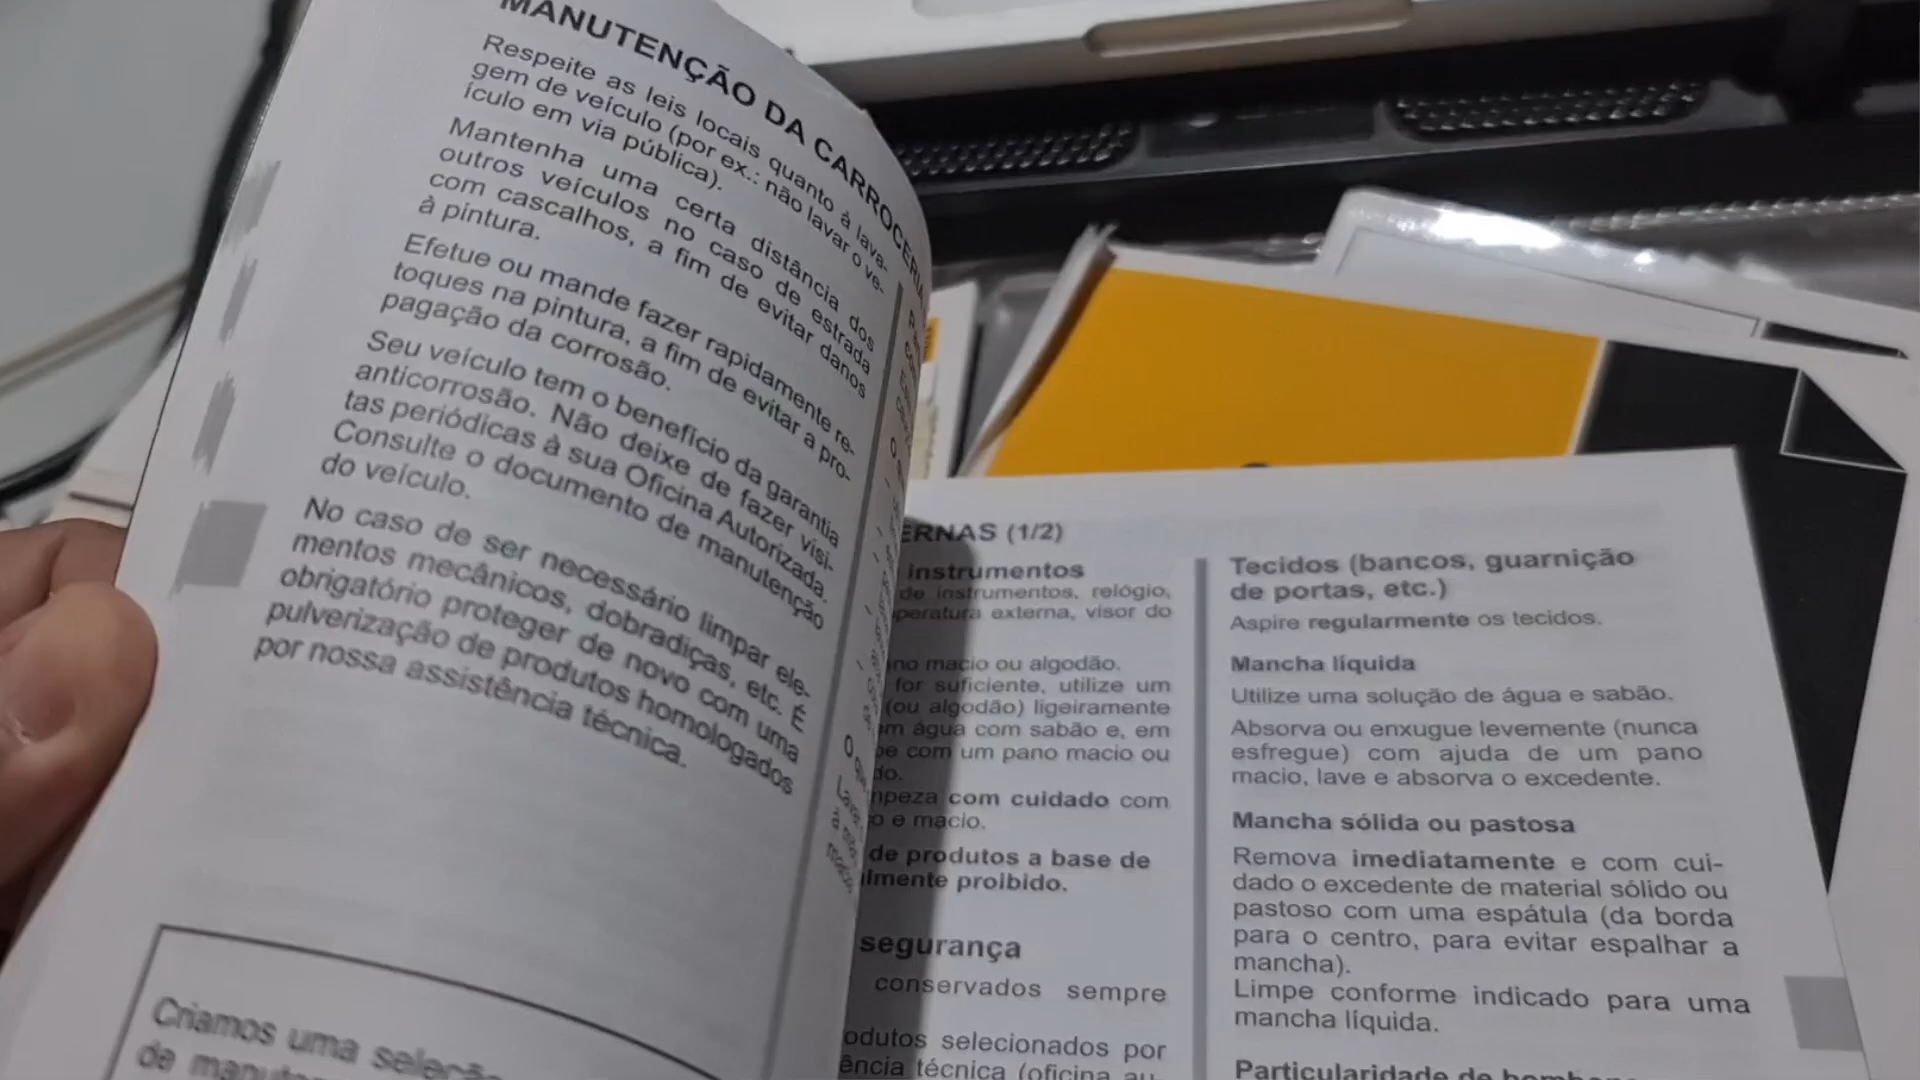 MANUTENÇÃO DA CARROCERIA
Respeite as leis locais quanto à lava-
gem de veículo (por ex.: não lavar o ve-
ículo em via pública).
Mantenha uma certa distância dos
outros veículos no caso de estrada
com cascalhos, a fim de evitar danos
à pintura.
Efetue ou mande fazer rapidamente re-
toques na pintura, a fim de evitar a pro-
pagação da corrosão.
Seu veículo tem o benefício da garantia
anticorrosão. Não deixe de fazer visi-
tas periódicas à sua Oficina Autorizada.
Consulte o documento de manutenção
do veículo.
No caso de ser necessário limpar ele-
mentos mecânicos, dobradiças, etc. É
obrigatório proteger de novo com uma
pulverização de produtos homologados
por nossa assistência técnica.
Criamos uma seleção
ERNAS (1/2)
instrumentos
de instrumentos, relógio,
peratura externa, visor do
no macio ou algodão.
for suficiente, utilize um
(ou algodão) ligeiramente
m água com sabão e, em
com um pano macio ou
do.
mpeza com cuidado com
o e macio.
de produtos a base de
lmente proibido.
segurança
conservados sempre
odutos selecionados por
ência técnica (oficina au-
Tecidos (bancos, guarnição
de portas, etc.)
Aspire regularmente os tecidos.
Mancha líquida
Utilize uma solução de água e sabão.
Absorva ou enxugue levemente (nunca
esfregue) com ajuda de um pano
macio, lave e absorva o excedente.
Mancha sólida ou pastosa
Remova imediatamente e com cui-
dado o excedente de material sólido ou
pastoso com uma espátula (da borda
para o centro, para evitar espalhar a
mancha).
Limpe conforme indicado para uma
mancha líquida.
Particularidade de